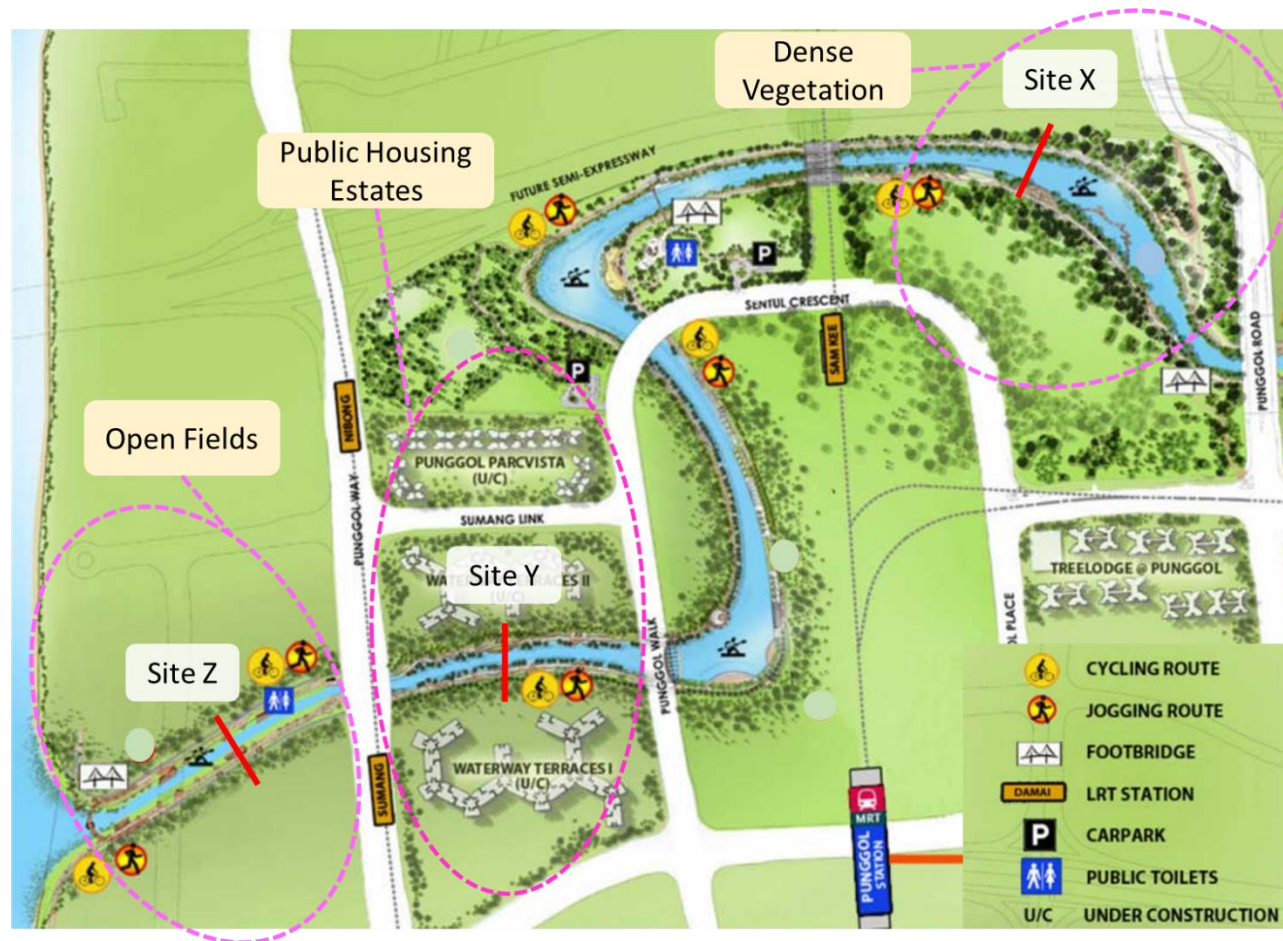 Dense
Vegetation
Site X
Public Housing
Estates
FUTURE SEMI-EXPRESSWAY
P
SENTUL CRESCENT
SAM KEE
PUNGGOL ROAD
P
NIBONG
Open Fields
PUNGGOL PARCVISTA
(U/C)
PUNGGOL WAY
SUMANG LINK
Site Y
(U/C)
TREELODGE @ PUNGGOL
PLACE
PUNGGOL WALK
Site Z
SUMANG
WATERWAY TERRACES I
(U/C)
MRT
PUNGGOL
STATION
CYCLING ROUTE
JOGGING ROUTE
FOOTBRIDGE
DAMAI
LRT STATION
P
CARPARK
PUBLIC TOILETS
U/C
UNDER CONSTRUCTION